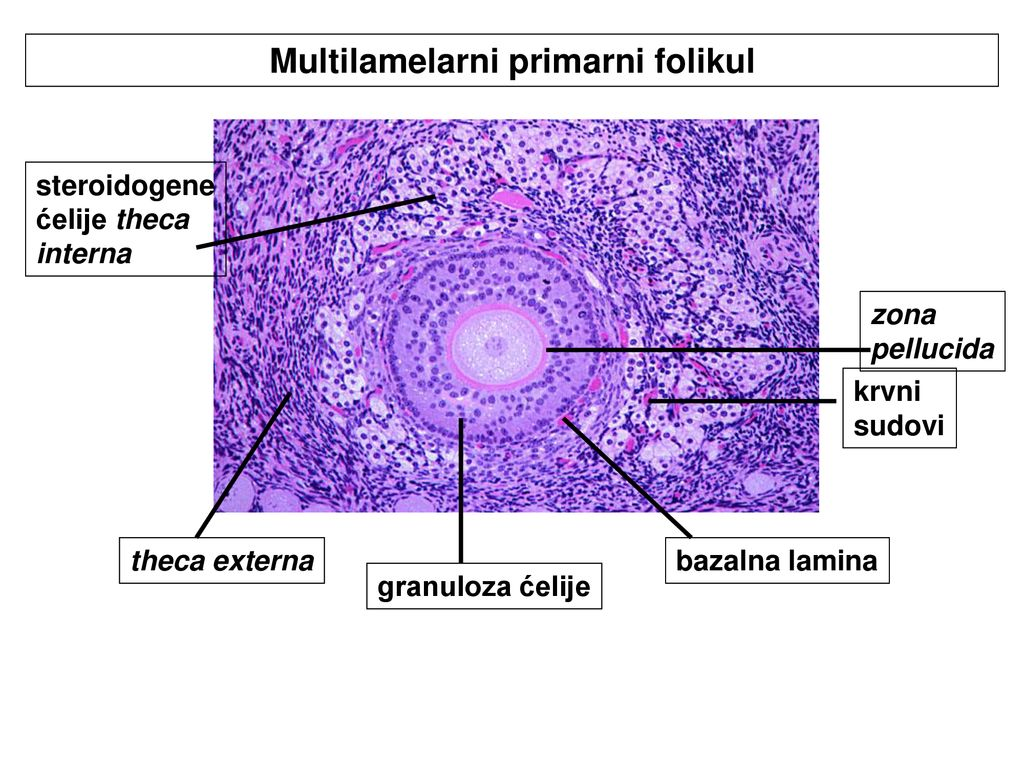 Multilamelarni primarni folikul
steroidogene
ćelije theca
interna
zona
pellucida
krvni
sudovi
theca externa
granuloza ćelije
bazalna lamina